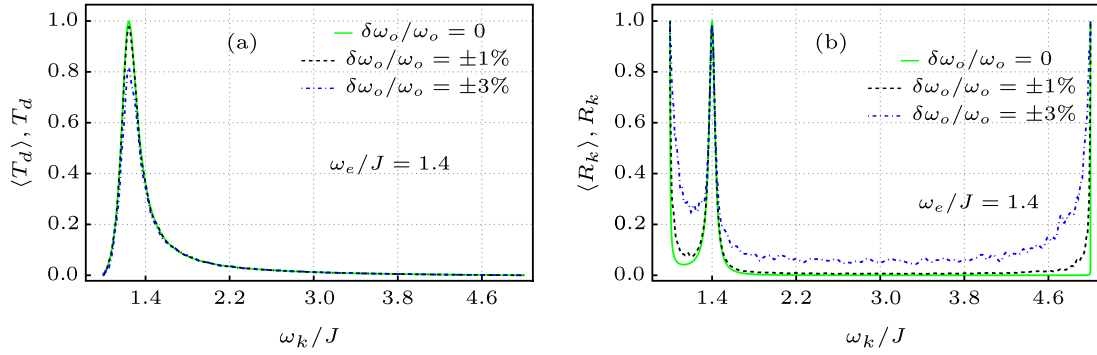 1.0
0.8
0.6
0.4
0.2
0.0
⟨T_d⟩, T_d
(a)
δω_o/ω_o = 0
δω_o/ω_o = ±1%
δω_o/ω_o = ±3%
ω_e/J = 1.4
1.4 2.2 3.0 3.8 4.6
ω_k/J
1.0
0.8
0.6
0.4
0.2
0.0
⟨R_k⟩, R_k
(b)
δω_o/ω_o = 0
δω_o/ω_o = ±1%
δω_o/ω_o = ±3%
ω_e/J = 1.4
1.4 2.2 3.0 3.8 4.6
ω_k/J